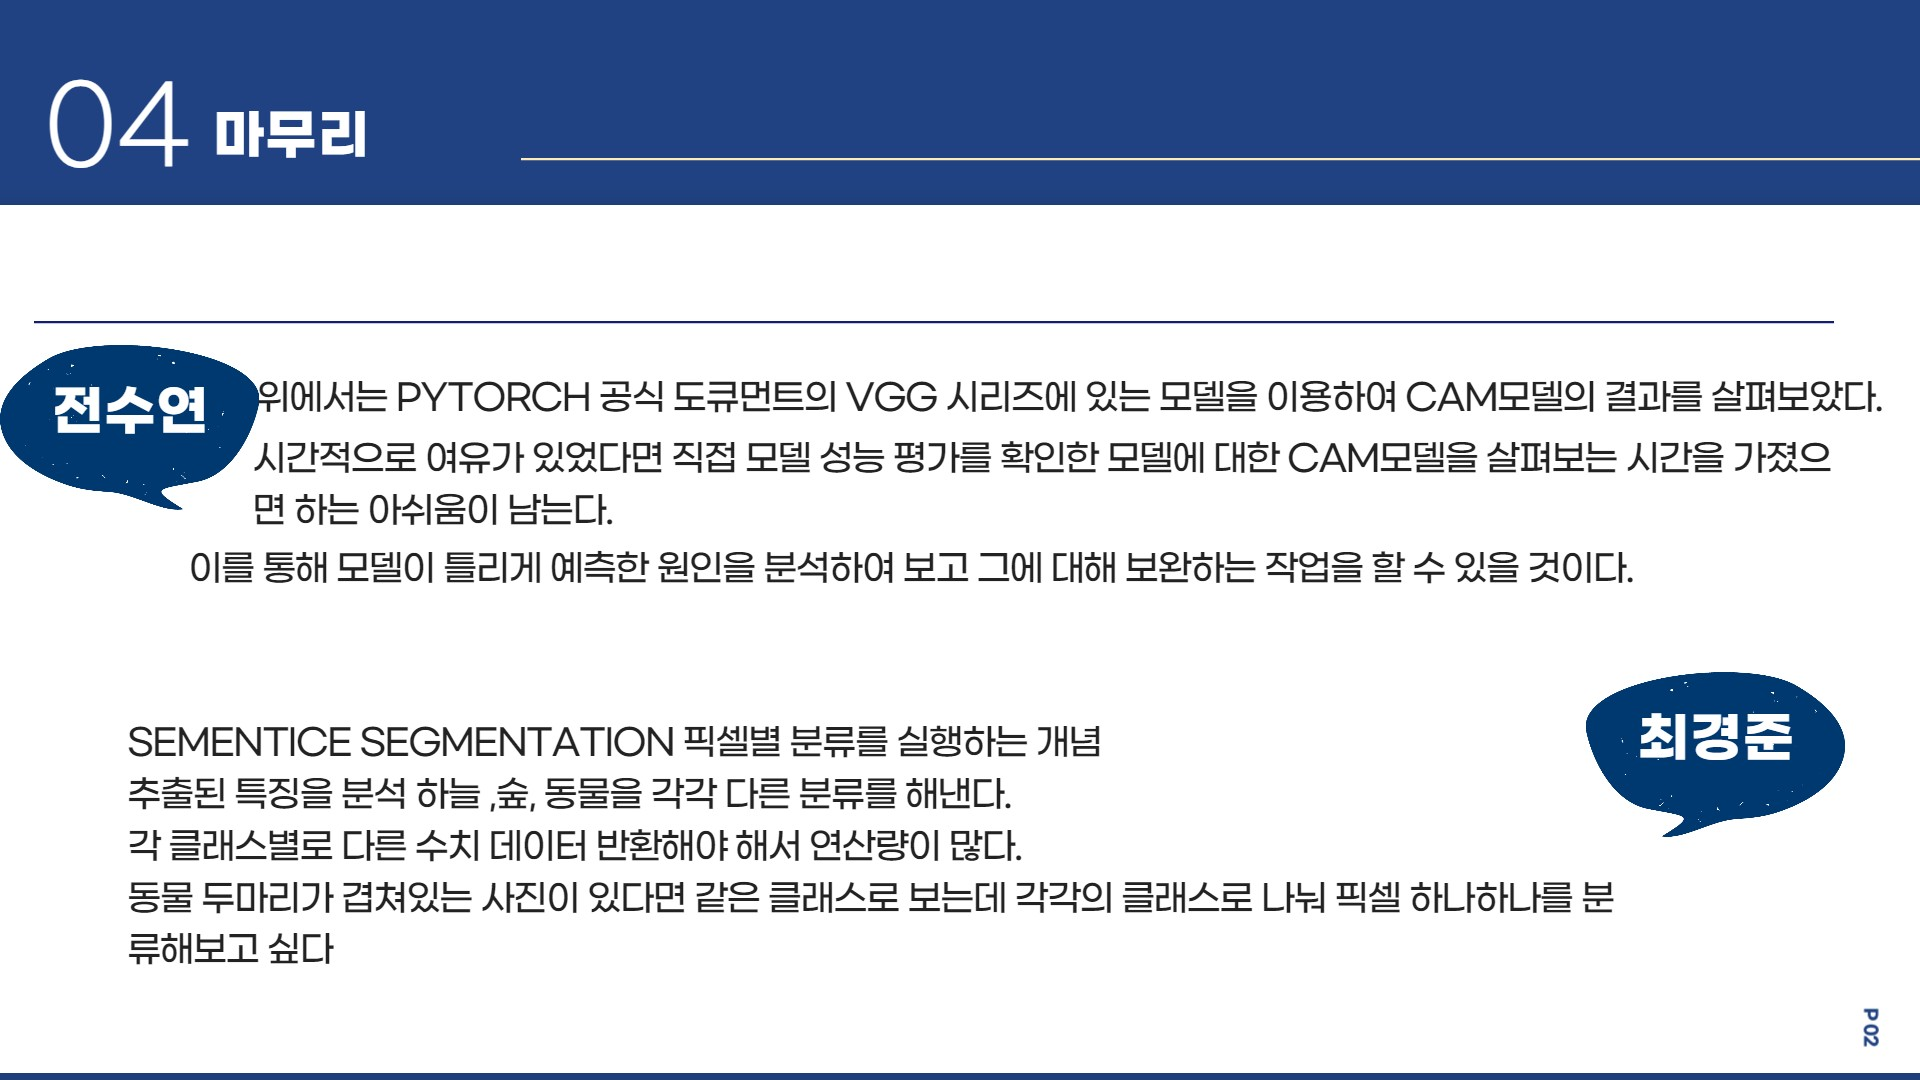 04 마무리
전수연
위에서는 PYTORCH 공식 도큐먼트의 VGG 시리즈에 있는 모델을 이용하여 CAM모델의 결과를 살펴보았다.
시간적으로 여유가 있었다면 직접 모델 성능 평가를 확인한 모델에 대한 CAM모델을 살펴보는 시간을 가졌으
면 하는 아쉬움이 남는다.
이를 통해 모델이 틀리게 예측한 원인을 분석하여 보고 그에 대해 보완하는 작업을 할 수 있을 것이다.
최경준
SEMENTICE SEGMENTATION 픽셀별 분류를 실행하는 개념
추출된 특징을 분석 하늘 ,숲, 동물을 각각 다른 분류를 해낸다.
각 클래스별로 다른 수치 데이터 반환해야 해서 연산량이 많다.
동물 두마리가 겹쳐있는 사진이 있다면 같은 클래스로 보는데 각각의 클래스로 나눠 픽셀 하나하나를 분
류해보고 싶다
P 02